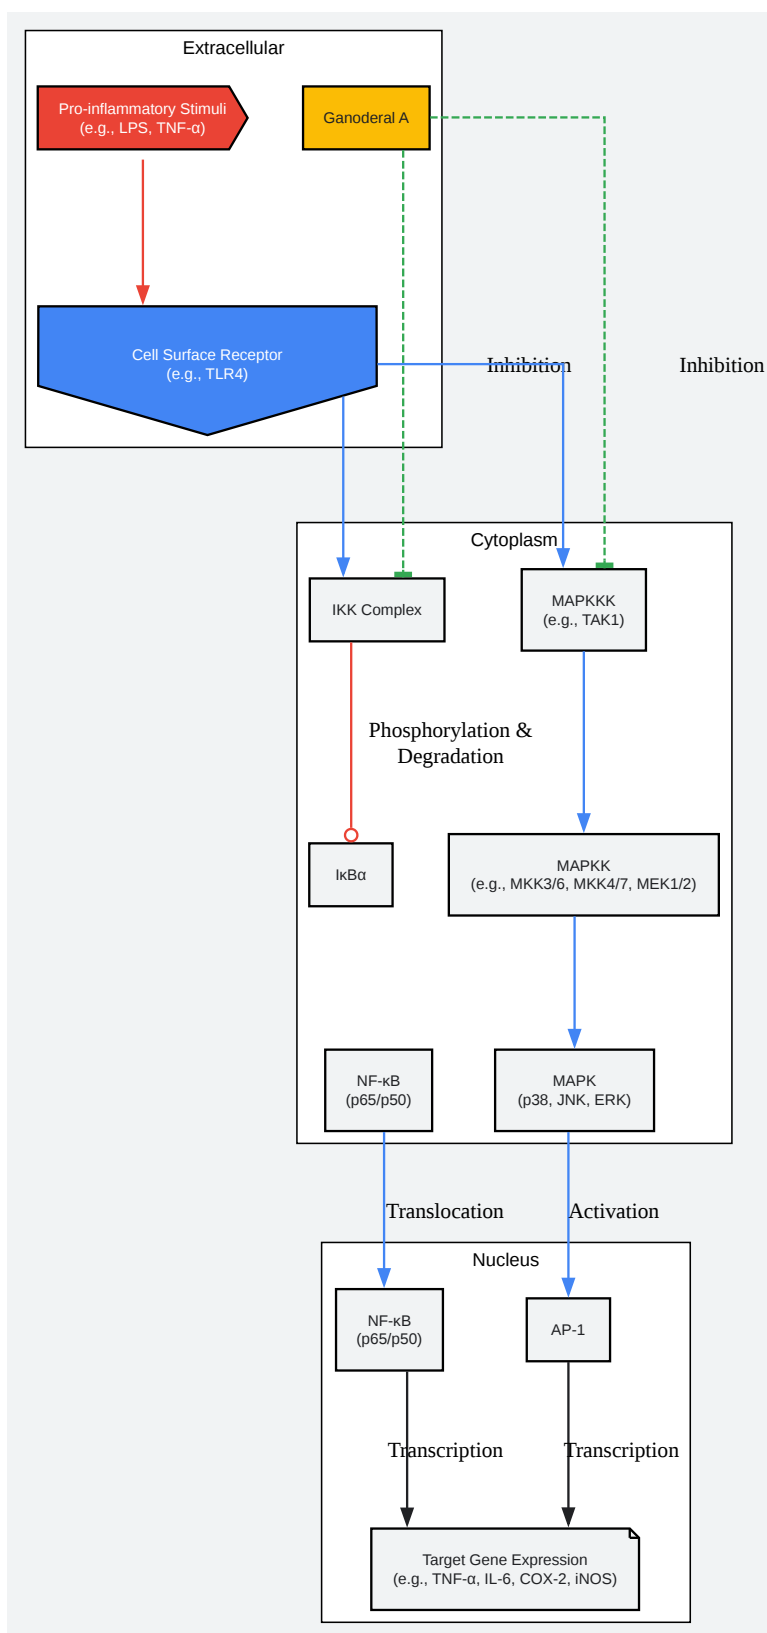 Extracellular
Pro-inflammatory Stimuli
(e.g., LPS, TNF-α)
Ganoderal A
Cell Surface Receptor
(e.g., TLR4)
Inhibition
Inhibition
Cytoplasm
IKK Complex
MAPKKK
(e.g., TAK1)
Phosphorylation &
Degradation
IκBα
MAPKK
(e.g., MKK3/6, MKK4/7, MEK1/2)
NF-κB
(p65/p50)
MAPK
(p38, JNK, ERK)
Translocation
Activation
Nucleus
NF-κB
(p65/p50)
AP-1
Transcription
Transcription
Target Gene Expression
(e.g., TNF-α, IL-6, COX-2, iNOS)